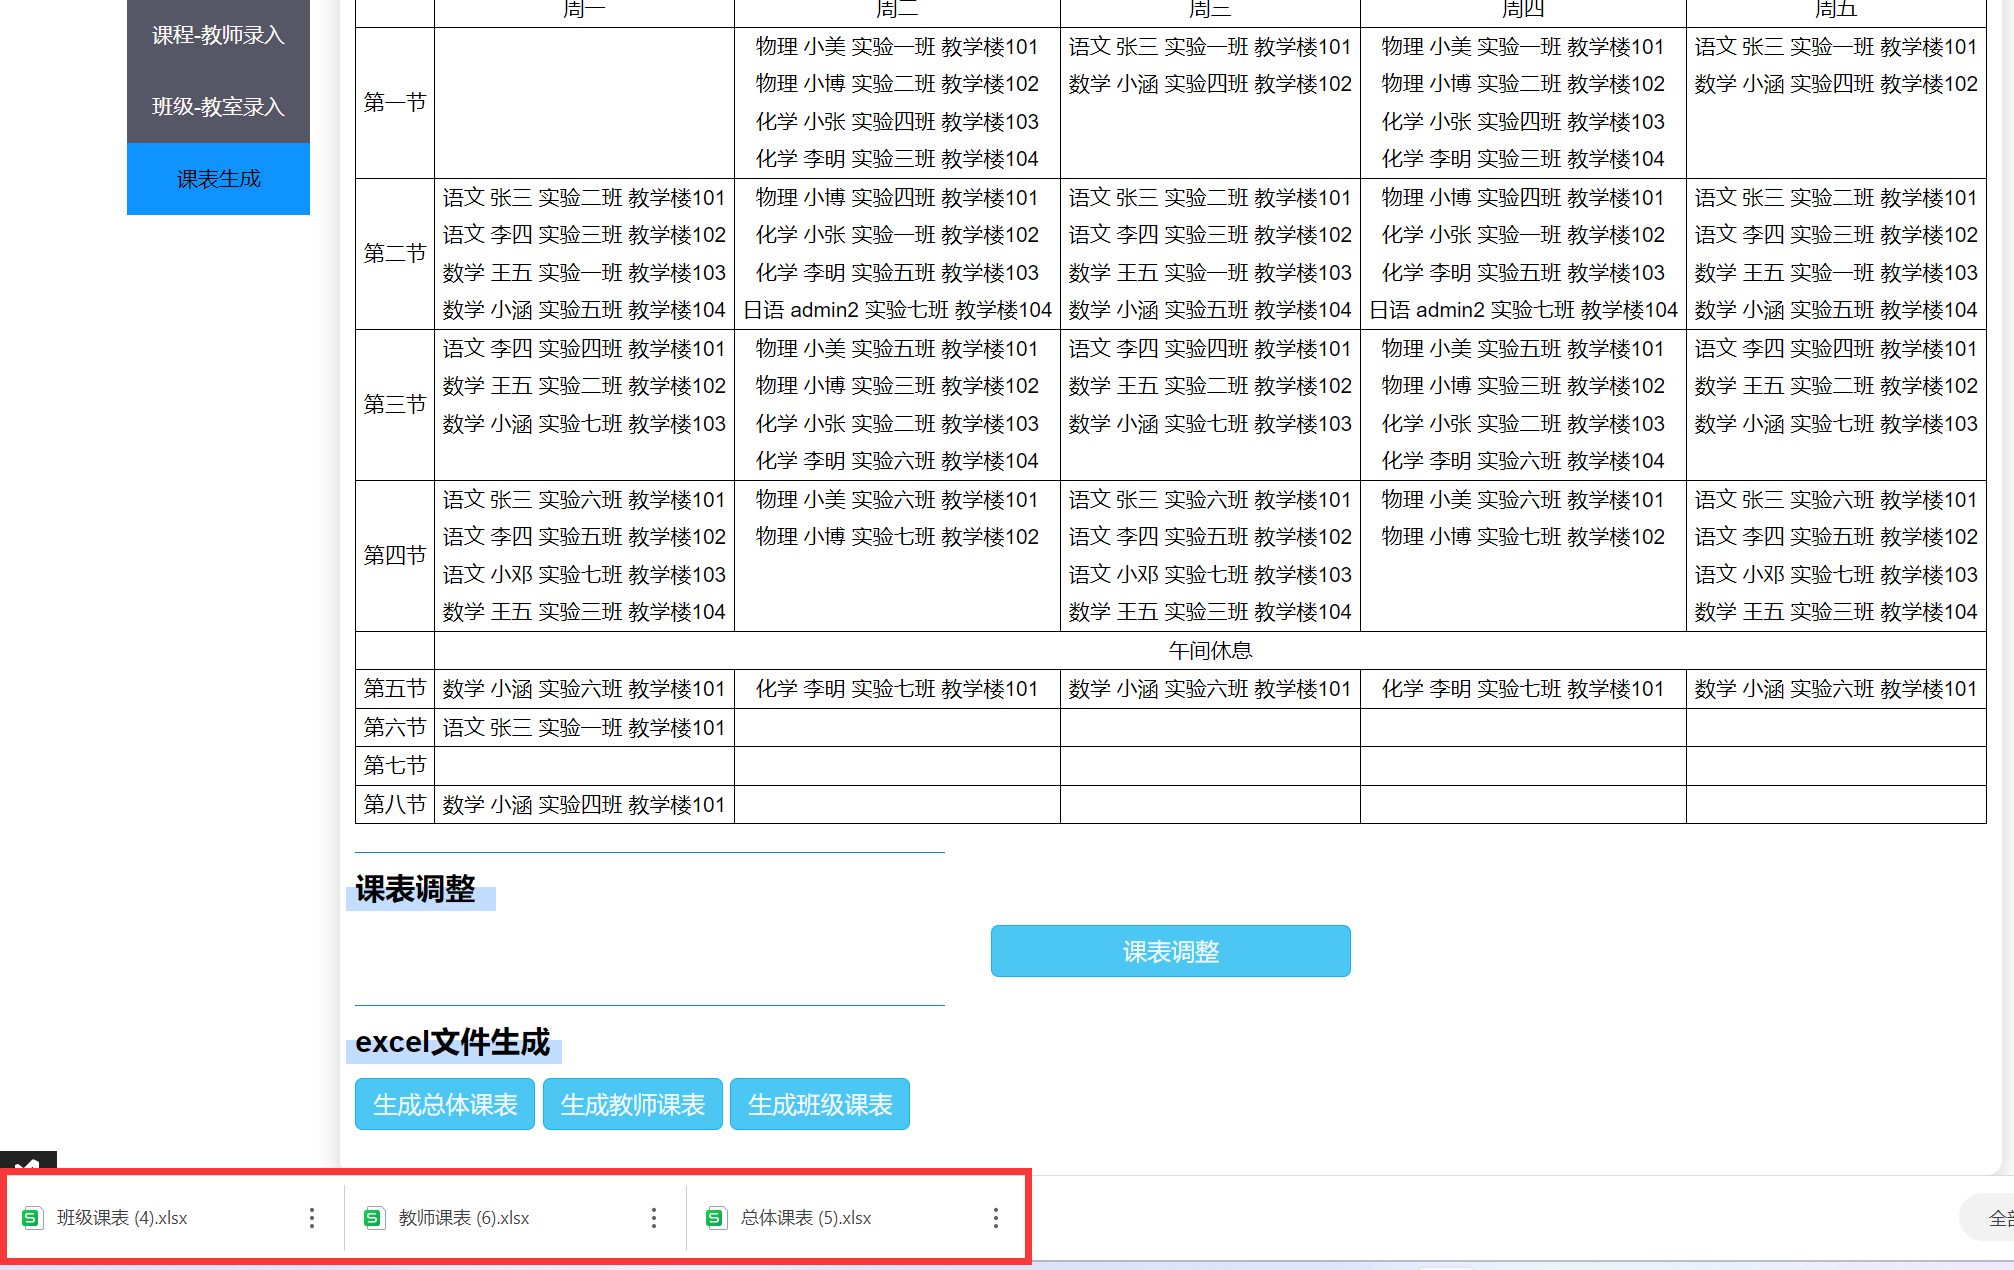 课程-教师录入
班级-教室录入
课表生成
周一 周二 周三 周四 周五
第一节
物理 小美 实验一班 教学楼101
物理 小博 实验二班 教学楼102
化学 小张 实验四班 教学楼103
化学 李明 实验三班 教学楼104
语文 张三 实验一班 教学楼101
数学 小涵 实验四班 教学楼102
物理 小美 实验一班 教学楼101
物理 小博 实验二班 教学楼102
化学 小张 实验四班 教学楼103
化学 李明 实验三班 教学楼104
语文 张三 实验一班 教学楼101
数学 小涵 实验四班 教学楼102
第二节
语文 张三 实验二班 教学楼101
语文 李四 实验三班 教学楼102
数学 王五 实验一班 教学楼103
数学 小涵 实验五班 教学楼104
物理 小博 实验四班 教学楼101
化学 小张 实验一班 教学楼102
化学 李明 实验五班 教学楼103
日语 admin2 实验七班 教学楼104
语文 张三 实验二班 教学楼101
语文 李四 实验三班 教学楼102
数学 王五 实验一班 教学楼103
数学 小涵 实验五班 教学楼104
物理 小博 实验四班 教学楼101
化学 小张 实验一班 教学楼102
化学 李明 实验五班 教学楼103
日语 admin2 实验七班 教学楼104
语文 张三 实验二班 教学楼101
语文 李四 实验三班 教学楼102
数学 王五 实验一班 教学楼103
数学 小涵 实验五班 教学楼104
第三节
语文 李四 实验四班 教学楼101
数学 王五 实验二班 教学楼102
数学 小涵 实验七班 教学楼103
物理 小美 实验五班 教学楼101
物理 小博 实验三班 教学楼102
化学 小张 实验二班 教学楼103
化学 李明 实验六班 教学楼104
语文 李四 实验四班 教学楼101
数学 王五 实验二班 教学楼102
数学 小涵 实验七班 教学楼103
物理 小美 实验五班 教学楼101
物理 小博 实验三班 教学楼102
化学 小张 实验二班 教学楼103
化学 李明 实验六班 教学楼104
语文 李四 实验四班 教学楼101
数学 王五 实验二班 教学楼102
数学 小涵 实验七班 教学楼103
第四节
语文 张三 实验六班 教学楼101
语文 李四 实验五班 教学楼102
语文 小邓 实验七班 教学楼103
数学 王五 实验三班 教学楼104
物理 小美 实验六班 教学楼101
物理 小博 实验七班 教学楼102
语文 张三 实验六班 教学楼101
语文 李四 实验五班 教学楼102
语文 小邓 实验七班 教学楼103
数学 王五 实验三班 教学楼104
物理 小美 实验六班 教学楼101
物理 小博 实验七班 教学楼102
语文 张三 实验六班 教学楼101
语文 李四 实验五班 教学楼102
语文 小邓 实验七班 教学楼103
数学 王五 实验三班 教学楼104
午间休息
第五节 数学 小涵 实验六班 教学楼101 化学 李明 实验七班 教学楼101 数学 小涵 实验六班 教学楼101 化学 李明 实验七班 教学楼101 数学 小涵 实验六班 教学楼101
第六节 语文 张三 实验一班 教学楼101
第七节
第八节 数学 小涵 实验四班 教学楼101
课表调整
课表调整
excel文件生成
生成总体课表 生成教师课表 生成班级课表
班级课表 (4).xlsx 教师课表 (6).xlsx 总体课表 (5).xlsx 全部